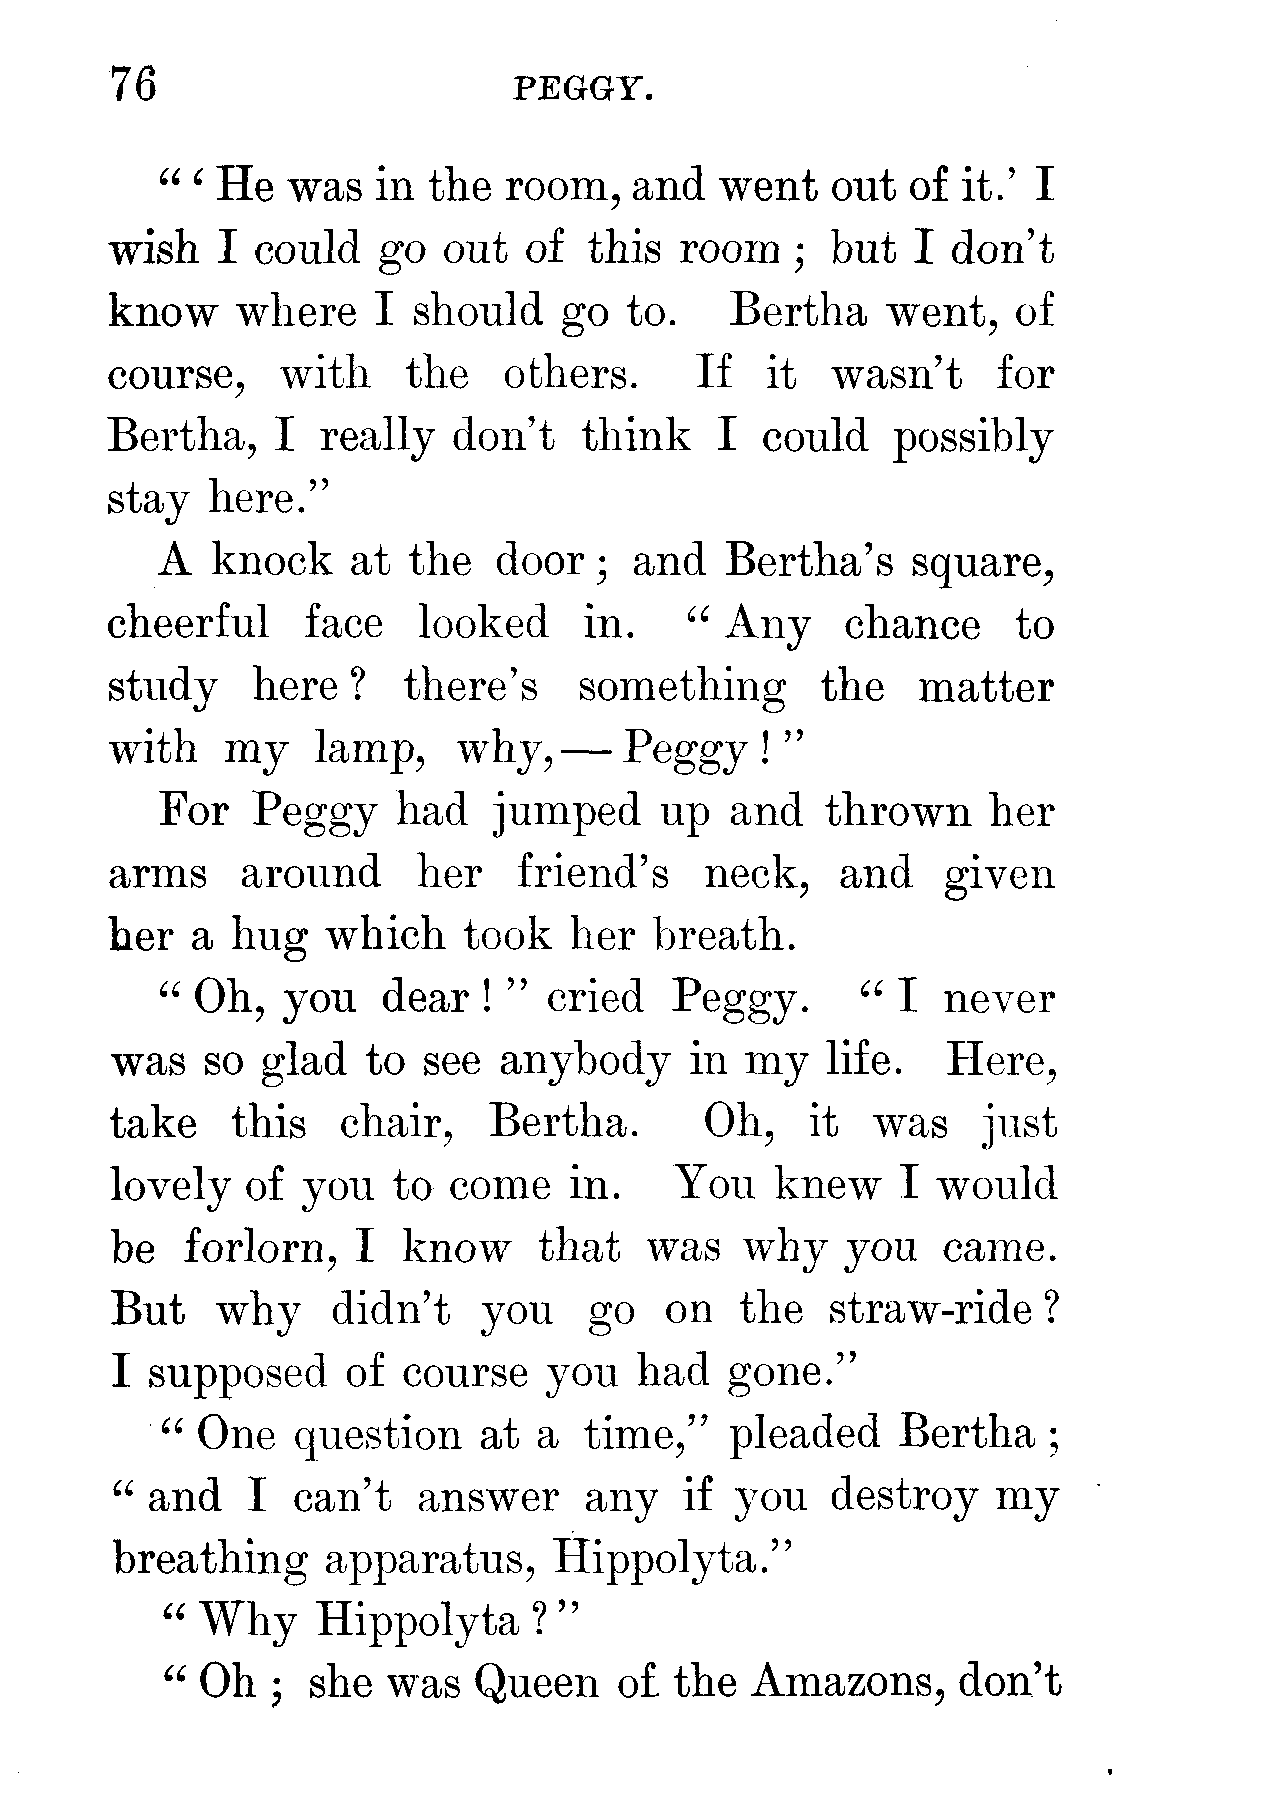 76 PEGGY.
“ ‘ He was in the room, and went out of it.’ I
wish I could go out of this room ; but I don’t
know where I should go to. Bertha went, of
course, with the others. If it wasn’t for
Bertha, I really don’t think I could possibly
stay here.”
A knock at the door ; and Bertha’s square,
cheerful face looked in. “ Any chance to
study here ? there’s something the matter
with my lamp, why,— Peggy ! ”
For Peggy had jumped up and thrown her
arms around her friend’s neck, and given
her a hug which took her breath.
“ Oh, you dear ! ” cried Peggy. “ I never
was so glad to see anybody in my life. Here,
take this chair, Bertha. Oh, it was just
lovely of you to come in. You knew I would
be forlorn, I know that was why you came.
But why didn’t you go on the straw-ride ?
I supposed of course you had gone.”
“ One question at a time,” pleaded Bertha ;
“ and I can’t answer any if you destroy my
breathing apparatus, Hippolyta.”
“ Why Hippolyta ? ”
“ Oh ; she was Queen of the Amazons, don’t